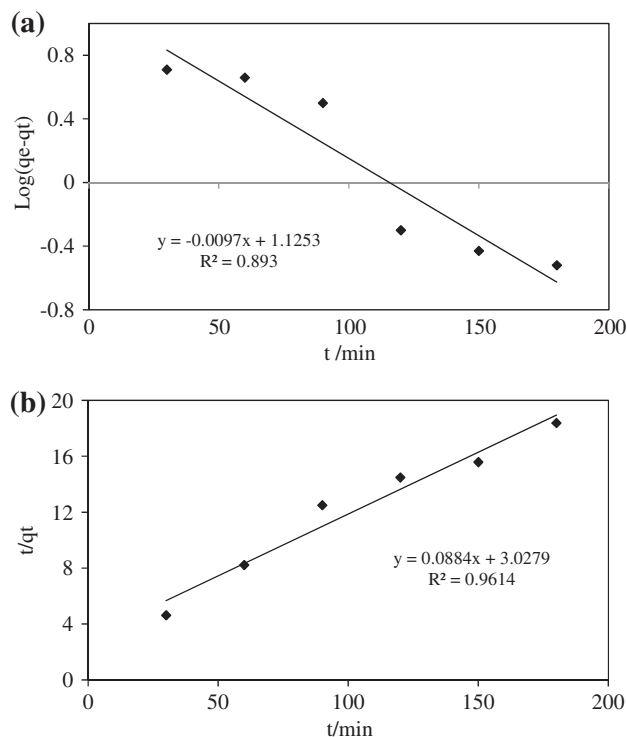 (a)
0.8
0.4
0
-0.4
-0.8
Log(qe-qt)
y = -0.0097x + 1.1253
R² = 0.893
0 50 100 150 200
t /min
(b)
20
16
12
8
4
0
t/qt
y = 0.0884x + 3.0279
R² = 0.9614
0 50 100 150 200
t/min